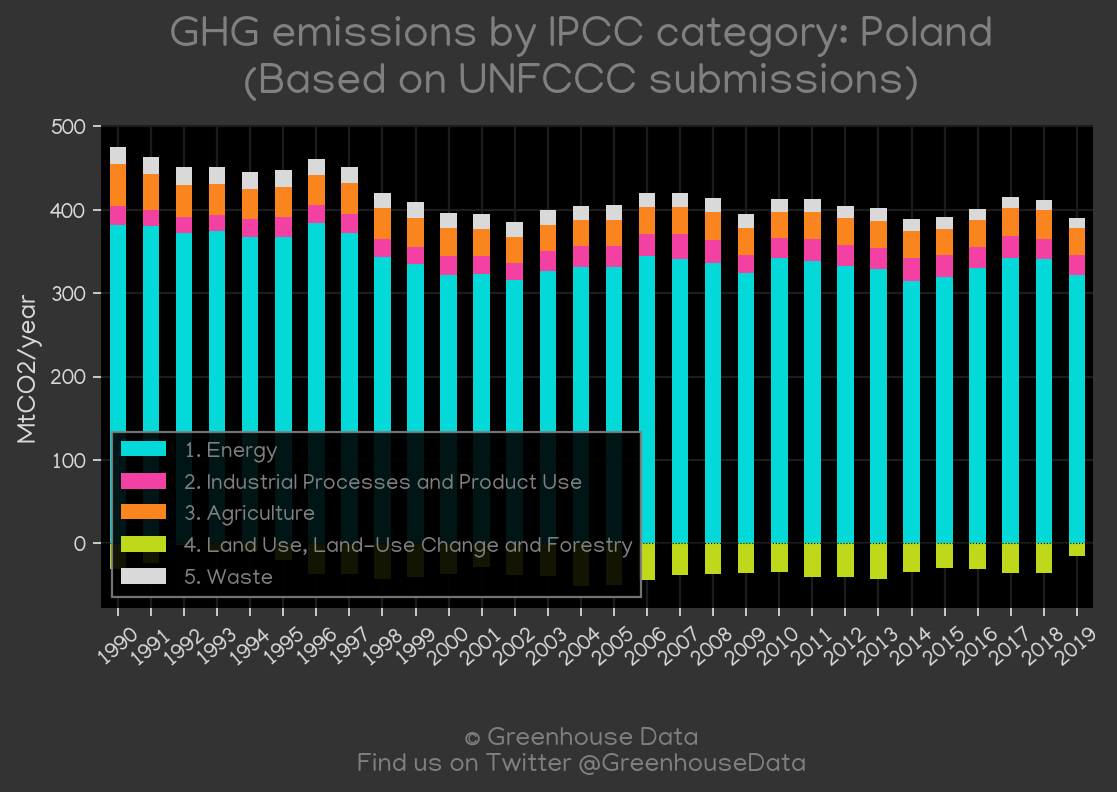 GHG emissions by IPCC category: Poland
(Based on UNFCCC submissions)
MtCO2/year
500
400
300
200
100
0
1. Energy
2. Industrial Processes and Product Use
3. Agriculture
4. Land Use, Land-Use Change and Forestry
5. Waste
1990 1991 1992 1993 1994 1995 1996 1997 1998 1999 2000 2001 2002 2003 2004 2005 2006 2007 2008 2009 2010 2011 2012 2013 2014 2015 2016 2017 2018 2019
© Greenhouse Data
Find us on Twitter @GreenhouseData